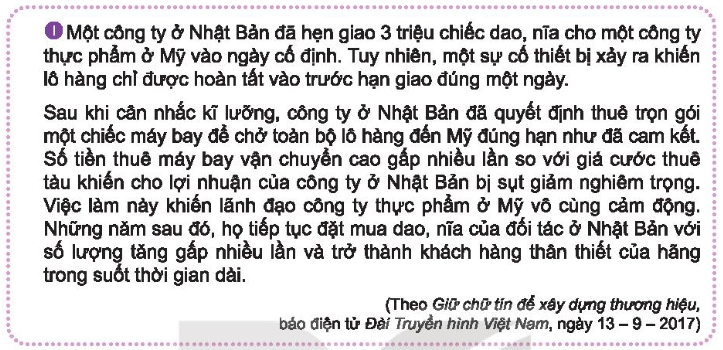 1 Một công ty ở Nhật Bản đã hẹn giao 3 triệu chiếc dao, nĩa cho một công ty
thực phẩm ở Mỹ vào ngày cố định. Tuy nhiên, một sự cố thiết bị xảy ra khiến
lô hàng chỉ được hoàn tất vào trước hạn giao đúng một ngày.
Sau khi cân nhắc kĩ lưỡng, công ty ở Nhật Bản đã quyết định thuê trọn gói
một chiếc máy bay để chở toàn bộ lô hàng đến Mỹ đúng hạn như đã cam kết.
Số tiền thuê máy bay vận chuyển cao gấp nhiều lần so với giá cước thuê
tàu khiến cho lợi nhuận của công ty ở Nhật Bản bị sụt giảm nghiêm trọng.
Việc làm này khiến lãnh đạo công ty thực phẩm ở Mỹ vô cùng cảm động.
Những năm sau đó, họ tiếp tục đặt mua dao, nĩa của đối tác ở Nhật Bản với
số lượng tăng gấp nhiều lần và trở thành khách hàng thân thiết của hãng
trong suốt thời gian dài.
(Theo Giữ chữ tín để xây dựng thương hiệu,
báo điện tử Đài Truyền hình Việt Nam, ngày 13 – 9 – 2017)